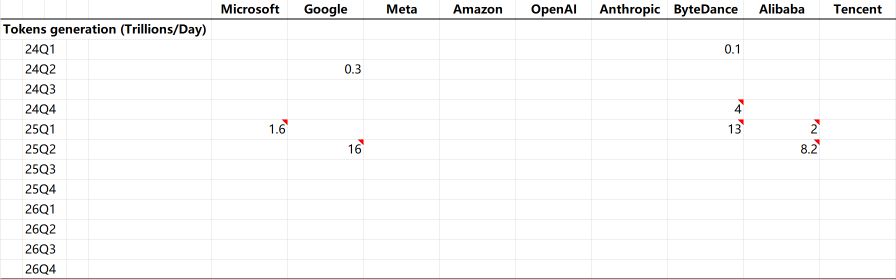 Microsoft Google Meta Amazon OpenAI Anthropic ByteDance Alibaba Tencent
Tokens generation (Trillions/Day)
24Q1 0.1
24Q2 0.3
24Q3
24Q4 4
25Q1 1.6 13 2
25Q2 16 8.2
25Q3
25Q4
26Q1
26Q2
26Q3
26Q4